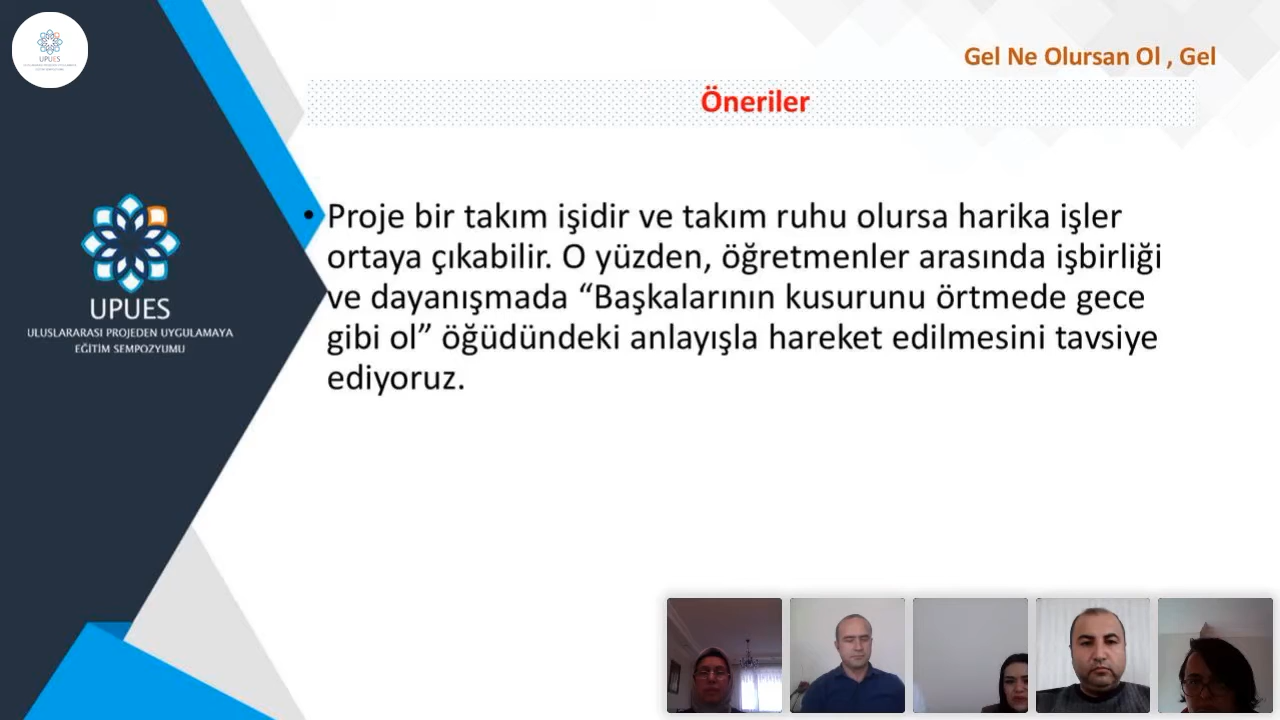 UPUES
Gel Ne Olursan Ol , Gel
Öneriler
• Proje bir takım işidir ve takım ruhu olursa harika işler
ortaya çıkabilir. O yüzden, öğretmenler arasında işbirliği
ve dayanışmada “Başkalarının kusurunu örtmede gece
gibi ol” öğüdündeki anlayışla hareket edilmesini tavsiye
ediyoruz.
UPUES
ULUSLARARASI PROJEDEN UYGULAMAYA
EĞİTİM SEMPOZYUMU